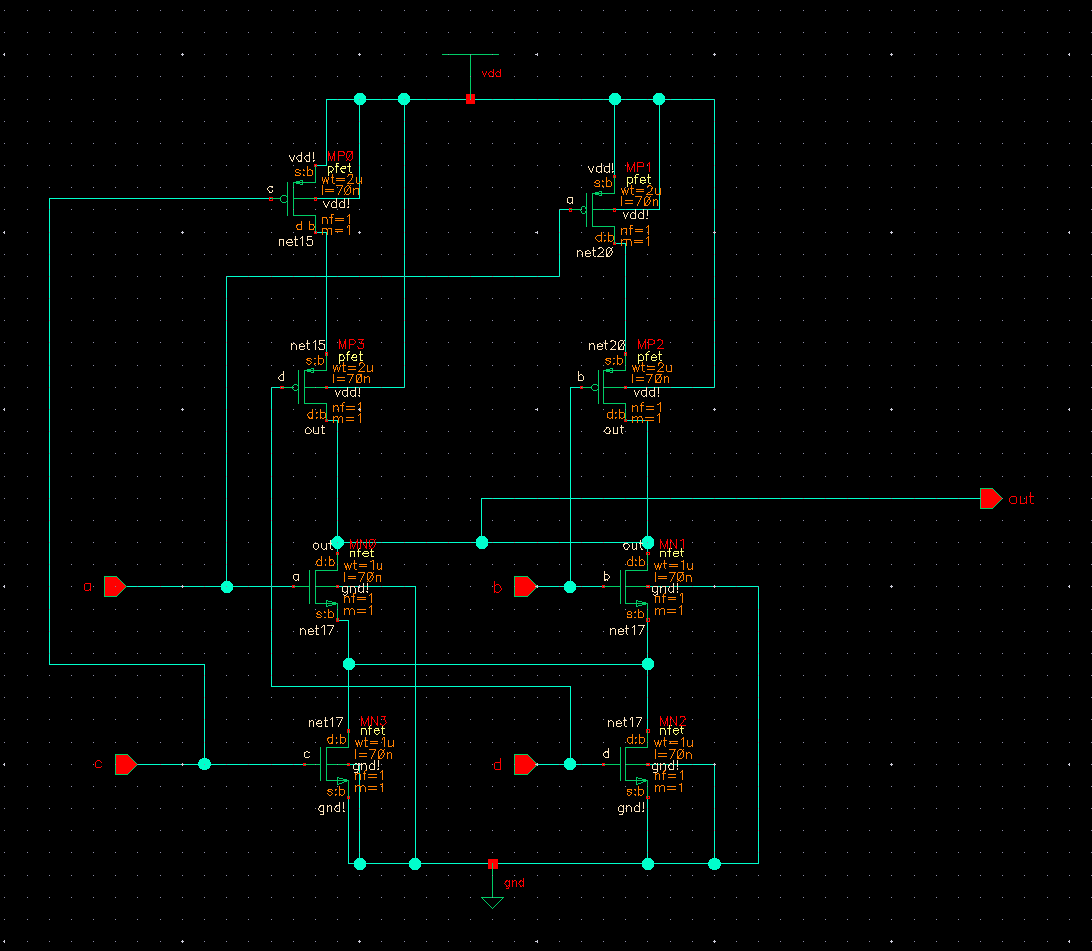 vdd
vdd!
MP0
pfet
s:b
wt=2u
l=70n
c
vdd!
nf=1
d b
m=1
net15
vdd!
MP1
pfet
s:b
wt=2u
l=70n
a
vdd!
nf=1
d:b
m=1
net20
net15
MP3
pfet
s:b
wt=2u
l=70n
d
vdd!
nf=1
d:b
m=1
out
net20
MP2
pfet
s:b
wt=2u
l=70n
b
vdd!
nf=1
d:b
m=1
out
out
out
MN0
nfet
d:b
wt=1u
l=70n
a
a
gnd!
nf=1
s:b
m=1
net17
out
MN1
nfet
d:b
wt=1u
l=70n
b
b
gnd!
nf=1
s:b
m=1
net17
net17
MN3
nfet
d:b
wt=1u
l=70n
c
c
gnd!
nf=1
s:b
m=1
gnd!
net17
MN2
nfet
d:b
wt=1u
l=70n
d
d
gnd!
nf=1
s:b
m=1
gnd!
gnd